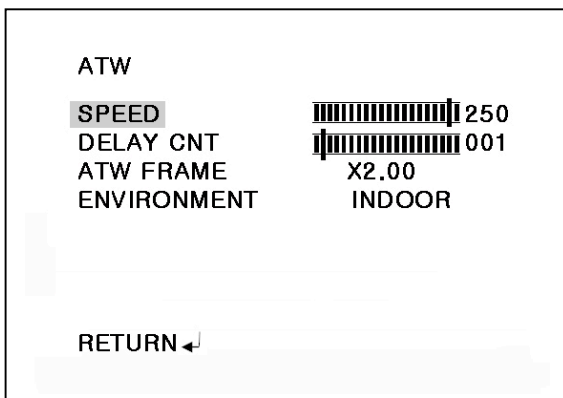 ATW
SPEED 250
DELAY CNT 001
ATW FRAME X2.00
ENVIRONMENT INDOOR
RETURN↲